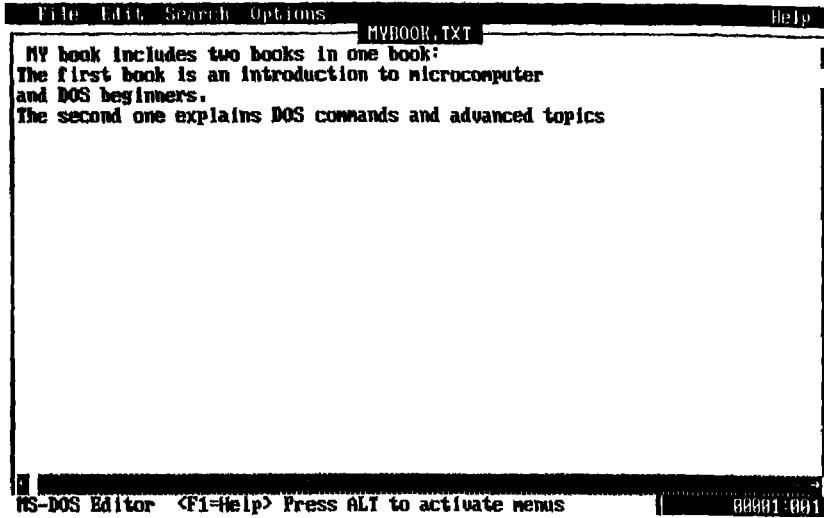 File Edit Search Options Help
MYBOOK.TXT
MY book includes two books in one book:
The first book is an introduction to microcomputer
and DOS beginners.
The second one explains DOS commands and advanced topics
MS-DOS Editor <F1=Help> Press ALT to activate menus 00001:001